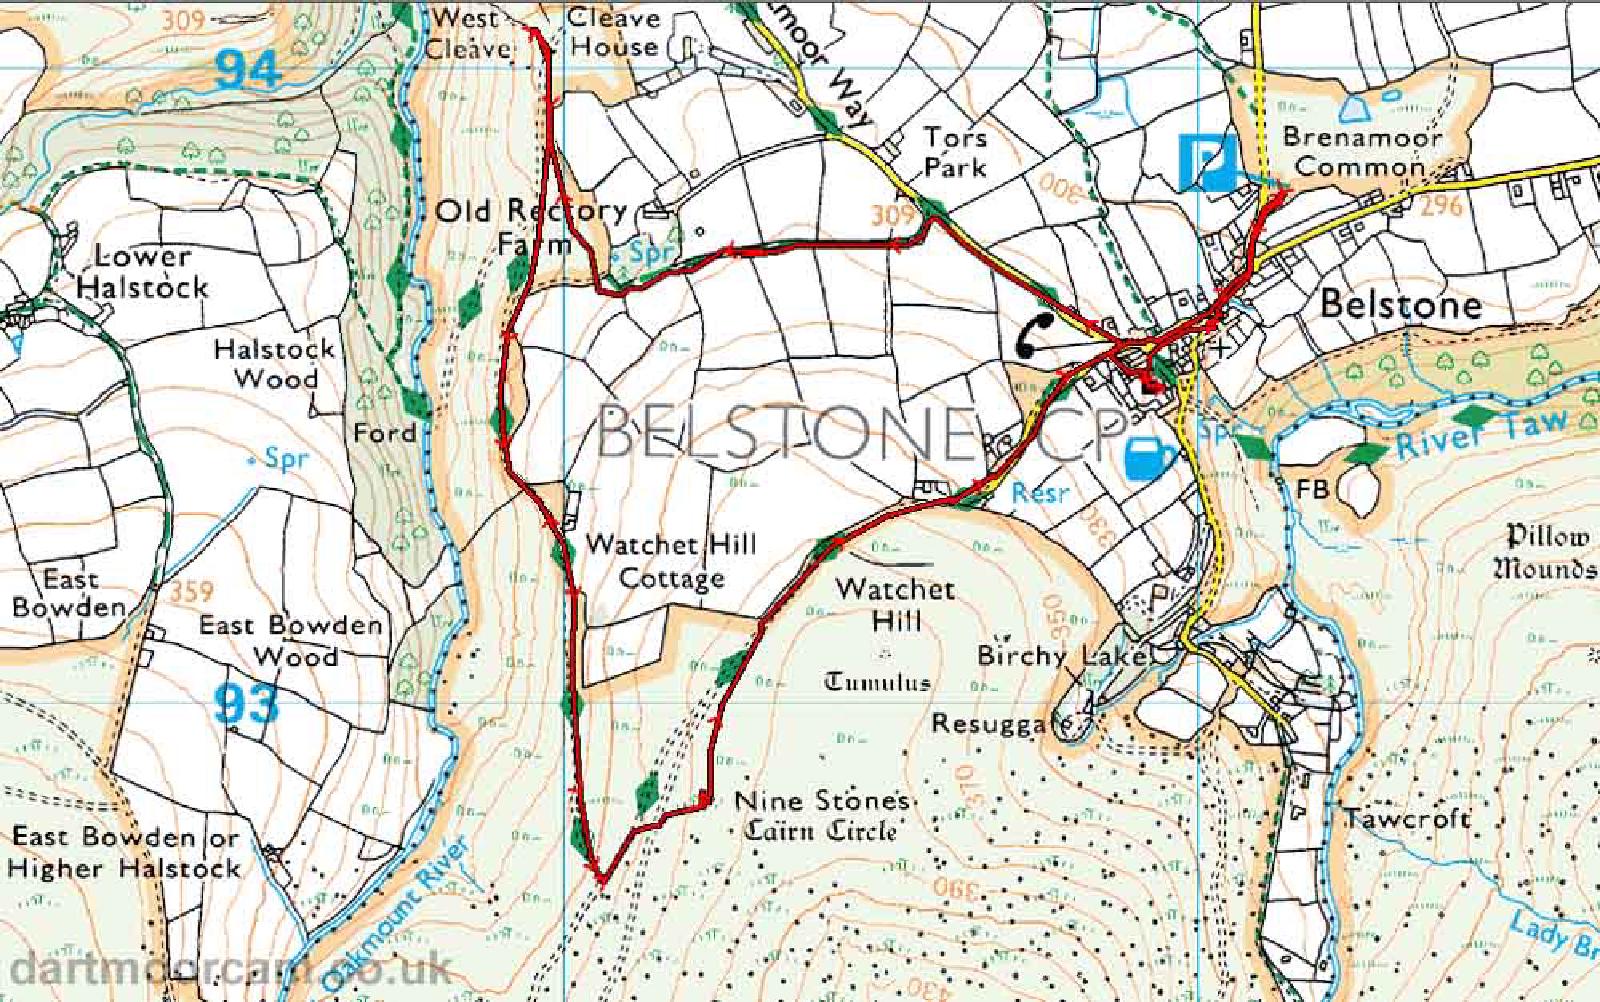 309
94
West
Cleave
Cleave
House
moor Way
Tors
Park
Brenamoor
Common
P
300
309
296
Old Rectory
Farm
Spr
Lower
Halstock
Belstone
Halstock
Wood
Ford
BELSTONE CP
Spr
River Taw
Spr
Resr
FB
Pillow
Mounds
330
Watchet Hill
Cottage
East
Bowden
359
Watchet
Hill
350
East Bowden
Wood
Birchy Lake
Tumulus
93
Resugga
370
Nine Stones
Cairn Circle
Tawcroft
East Bowden or
Higher Halstock
390
Oakmount River
Lady Br
430
dartmoorcam.co.uk